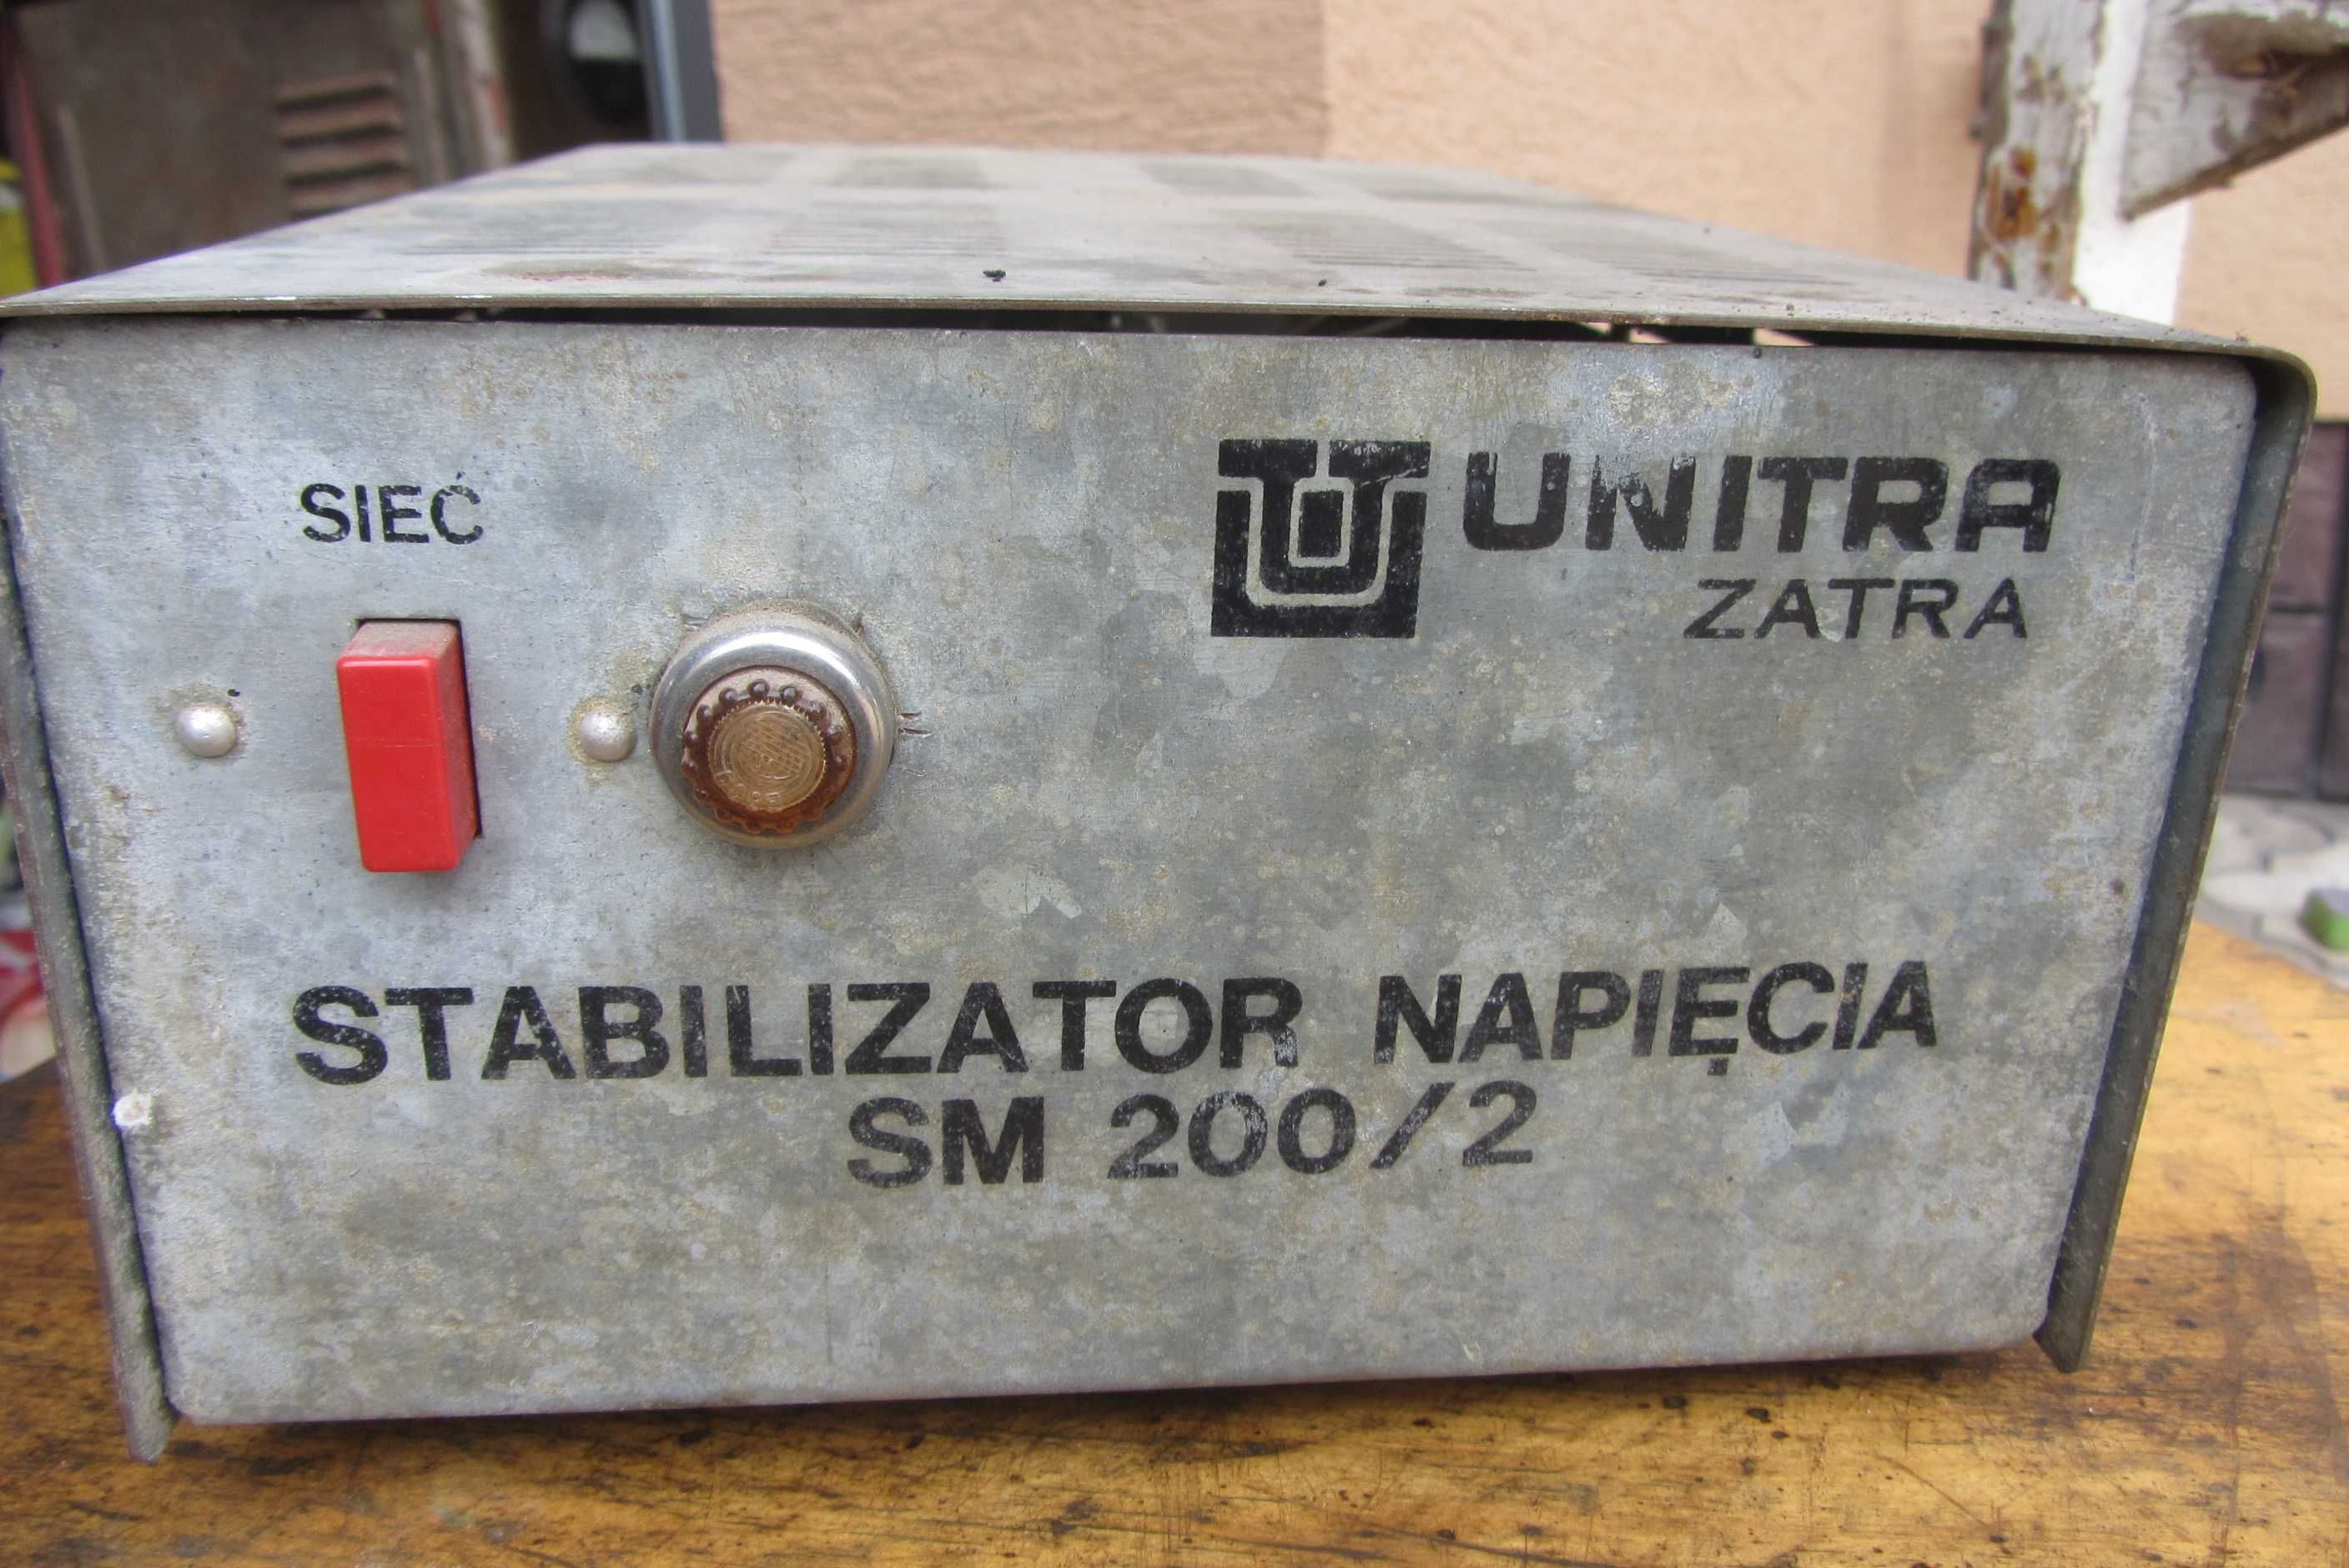 SIEĆ
UNITRA
ZATRA
STABILIZATOR NAPIĘCIA
SM 200/2